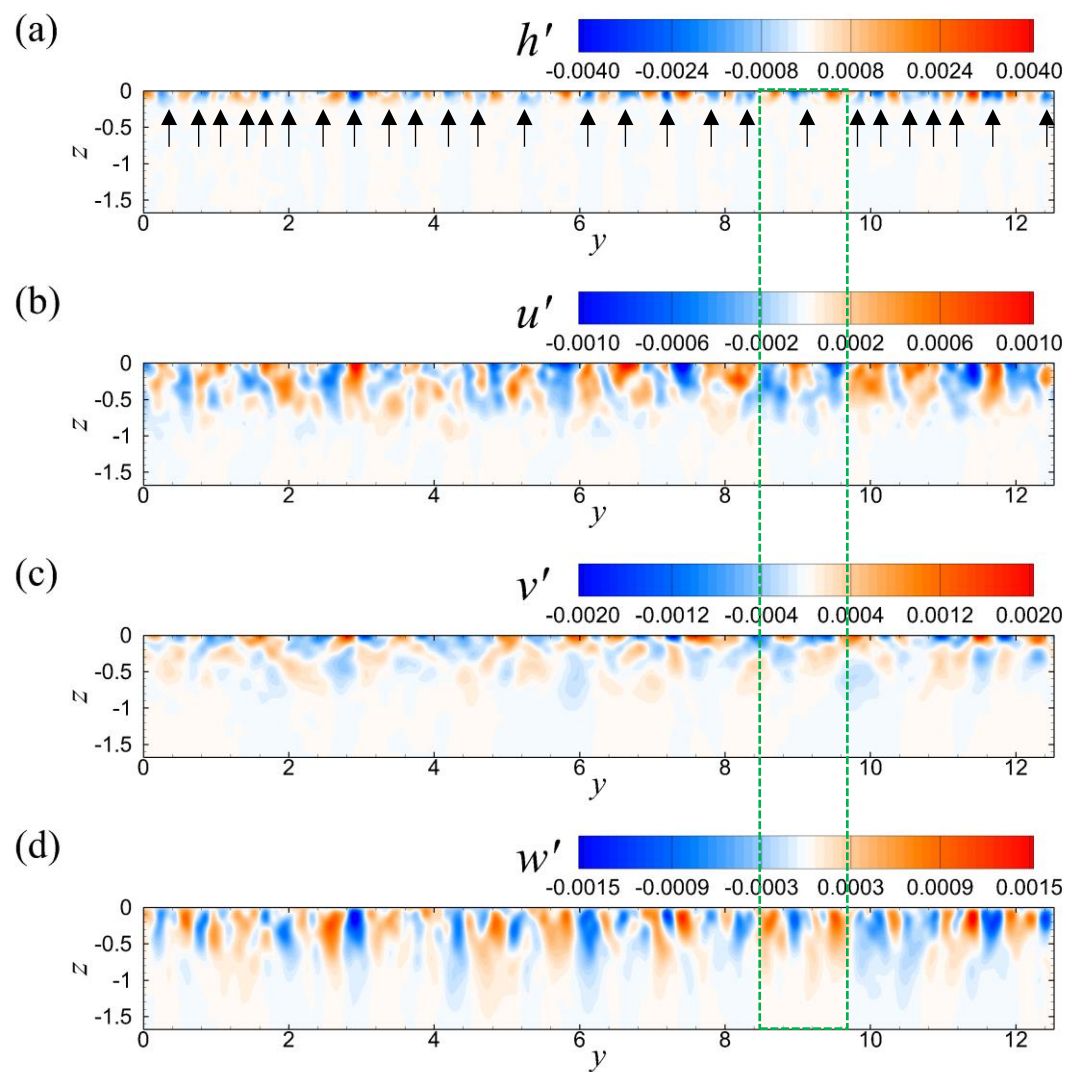 (a)
h′
-0.0040 -0.0024 -0.0008 0.0008 0.0024 0.0040
0
-0.5
-1
-1.5
z
0 2 4 6 8 10 12
y
(b)
u′
-0.0010 -0.0006 -0.0002 0.0002 0.0006 0.0010
0
-0.5
-1
-1.5
z
0 2 4 6 8 10 12
y
(c)
v′
-0.0020 -0.0012 -0.0004 0.0004 0.0012 0.0020
0
-0.5
-1
-1.5
z
0 2 4 6 8 10 12
y
(d)
w′
-0.0015 -0.0009 -0.0003 0.0003 0.0009 0.0015
0
-0.5
-1
-1.5
z
0 2 4 6 8 10 12
y